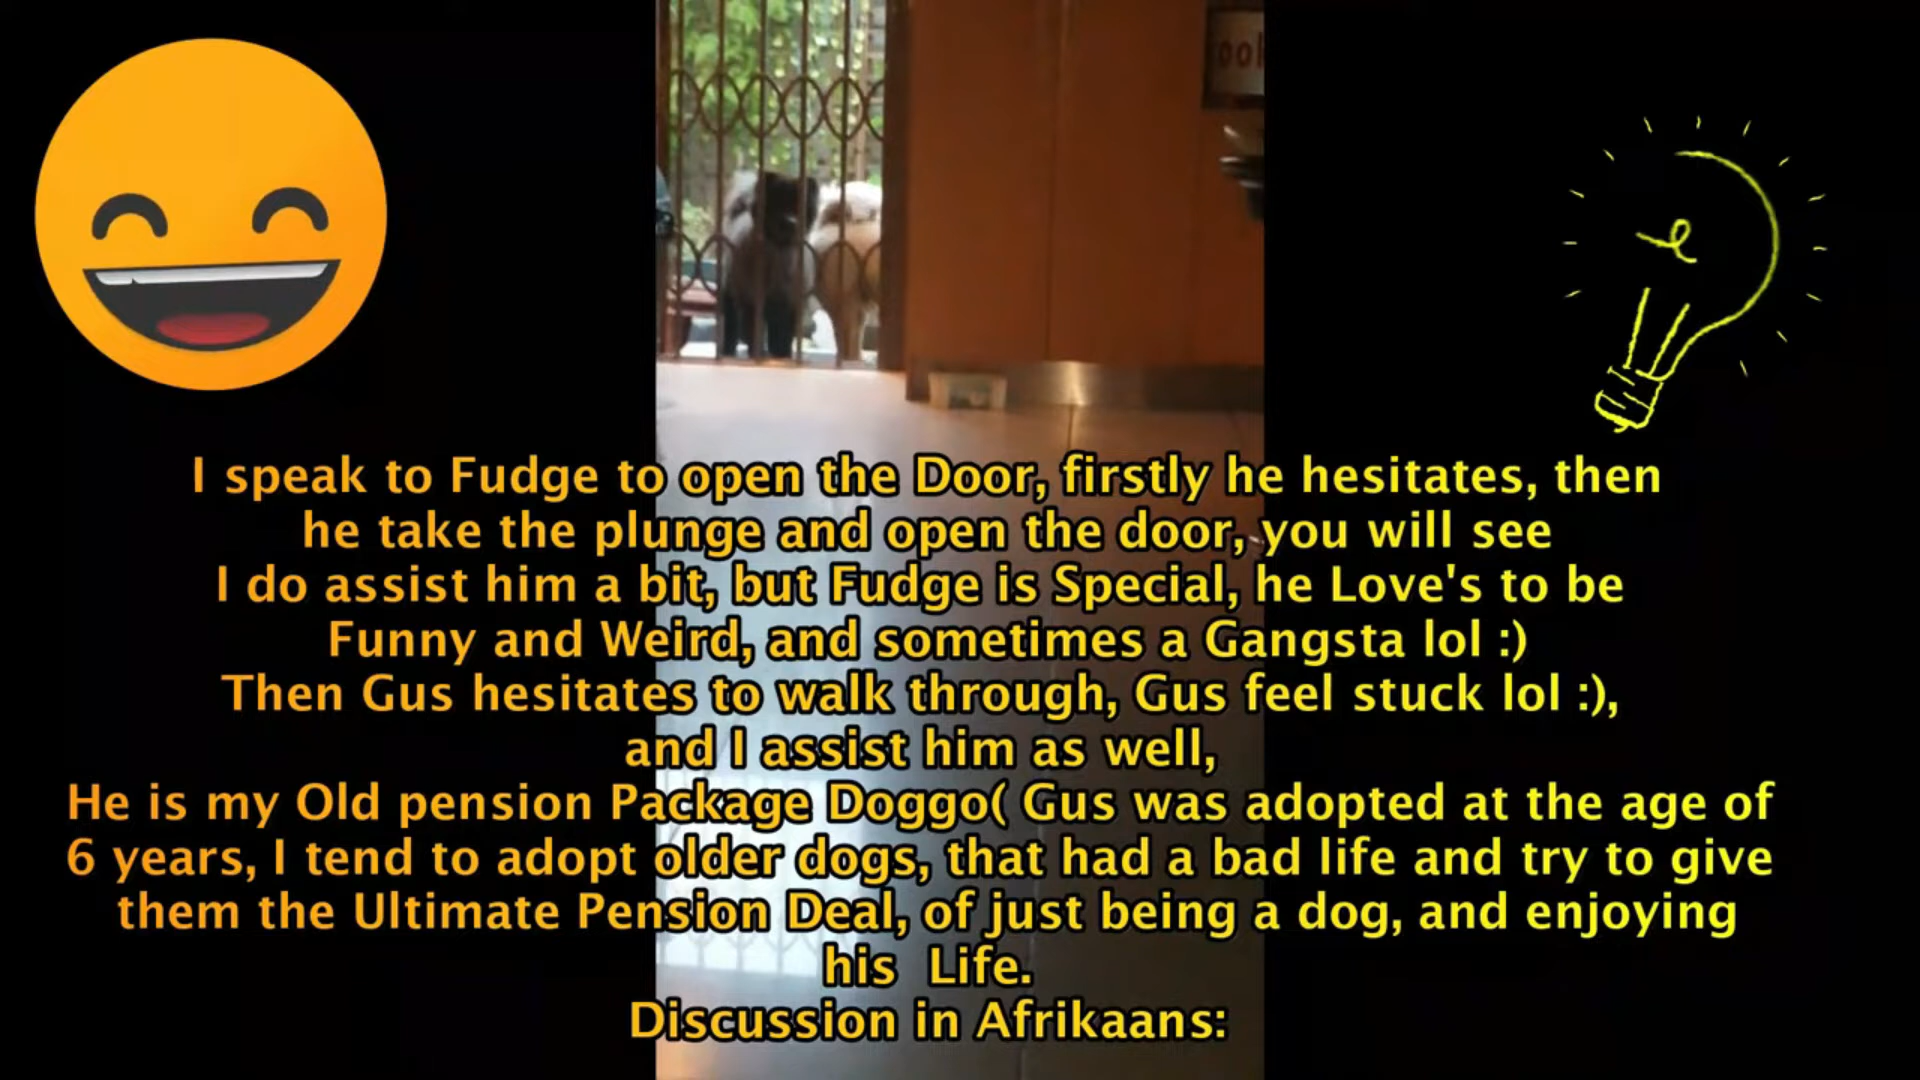 ook
I speak to Fudge to open the Door, firstly he hesitates, then
he take the plunge and open the door, you will see
I do assist him a bit, but Fudge is Special, he Love's to be
Funny and Weird, and sometimes a Gangsta lol :)
Then Gus hesitates to walk through, Gus feel stuck lol :),
and I assist him as well,
He is my Old pension Package Doggo( Gus was adopted at the age of
6 years, I tend to adopt older dogs, that had a bad life and try to give
them the Ultimate Pension Deal, of just being a dog, and enjoying
his  Life.
Discussion in Afrikaans: